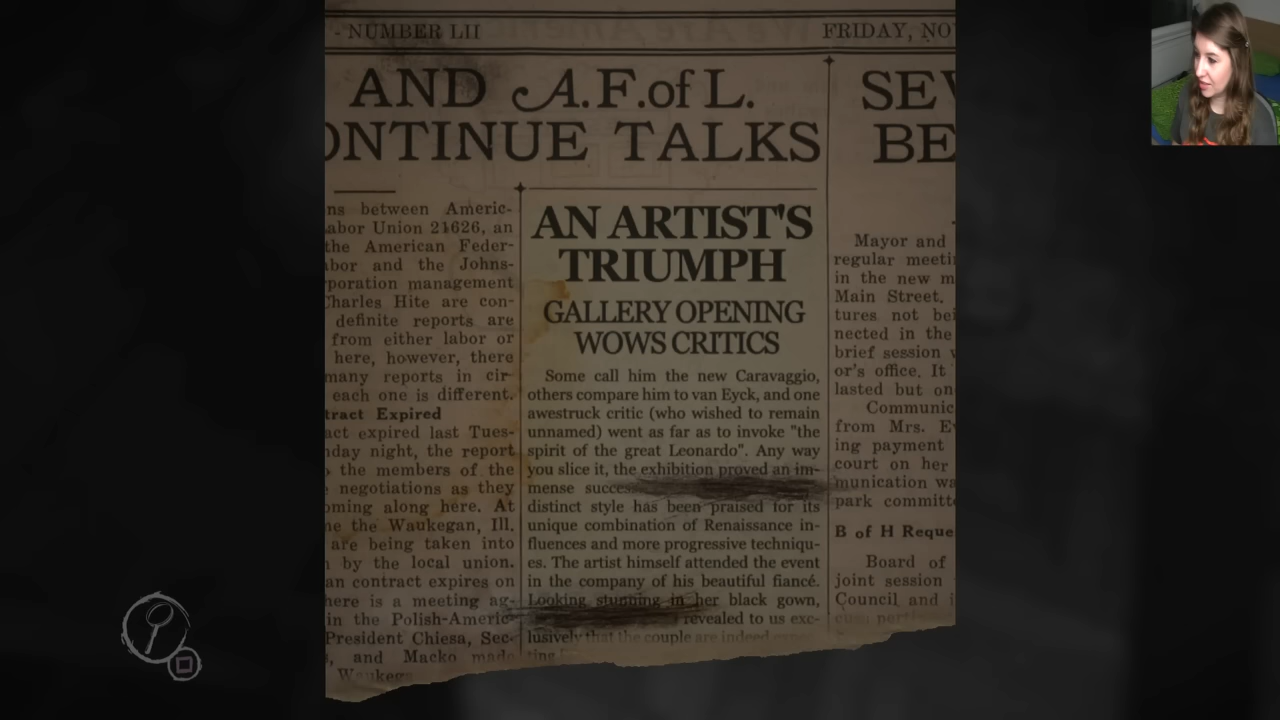 - NUMBER LII
FRIDAY, NO
AND A.F.of L.
ONTINUE TALKS
SEV
BE
ns between Americ-
abor Union 21626, an
the American Feder-
bor and the Johns-
poration management
Charles Hite are con-
definite reports are
from either labor or
here, however, there
many reports in cir-
each one is different.
tract Expired
act expired last Tues-
day night, the report
the members of the
negotiations as they
oming along here. At
me the Waukegan, Ill.
are being taken into
by the local union.
an contract expires on
here is a meeting ag-
in the Polish-Americ-
President Chiesa, Sec-
, and Macko made
Waukega
AN ARTIST'S
TRIUMPH
GALLERY OPENING
WOWS CRITICS
Some call him the new Caravaggio,
others compare him to van Eyck, and one
awestruck critic (who wished to remain
unnamed) went as far as to invoke "the
spirit of the great Leonardo". Any way
you slice it, the exhibition proved an im-
mense succes
distinct style has been praised for its
unique combination of Renaissance in-
fluences and more progressive techniqu-
es. The artist himself attended the event
in the company of his beautiful fiancé.
Looking stunning in her black gown,
revealed to us exc-
lusively that the couple are indeed expec-
ting
Mayor and
regular meeti
in the new m
Main Street.
tures not bei
nected in the
brief session w
or's office. It
lasted but on
Communic
from Mrs. Ev
ing payment
court on her
munication wa
park committe
B of H Reque
Board of
joint session
Council and i